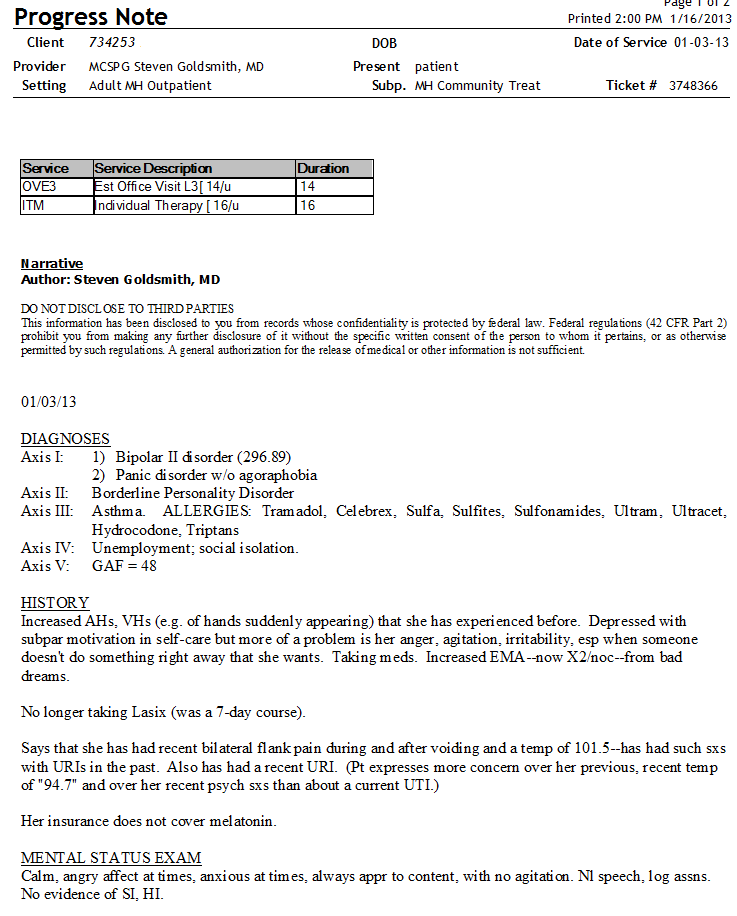 Page 1 of 2
Progress Note
Printed 2:00 PM 1/16/2013
Client 734253 DOB Date of Service 01-03-13
Provider MCSPG Steven Goldsmith, MD Present patient
Setting Adult MH Outpatient Subp. MH Community Treat Ticket # 3748366
Service Service Description Duration
OVE3 Est Office Visit L3[ 14/u 14
ITM Individual Therapy [ 16/u 16
Narrative
Author: Steven Goldsmith, MD
DO NOT DISCLOSE TO THIRD PARTIES
This information has been disclosed to you from records whose confidentiality is protected by federal law. Federal regulations (42 CFR Part 2)
prohibit you from making any further disclosure of it without the specific written consent of the person to whom it pertains, or as otherwise
permitted by such regulations. A general authorization for the release of medical or other information is not sufficient.
01/03/13
DIAGNOSES
Axis I: 1) Bipolar II disorder (296.89)
2) Panic disorder w/o agoraphobia
Axis II: Borderline Personality Disorder
Axis III: Asthma. ALLERGIES: Tramadol, Celebrex, Sulfa, Sulfites, Sulfonamides, Ultram, Ultracet,
Hydrocodone, Triptans
Axis IV: Unemployment; social isolation.
Axis V: GAF = 48
HISTORY
Increased AHs, VHs (e.g. of hands suddenly appearing) that she has experienced before. Depressed with
subpar motivation in self-care but more of a problem is her anger, agitation, irritability, esp when someone
doesn't do something right away that she wants. Taking meds. Increased EMA--now X2/noc--from bad
dreams.
No longer taking Lasix (was a 7-day course).
Says that she has had recent bilateral flank pain during and after voiding and a temp of 101.5--has had such sxs
with URIs in the past. Also has had a recent URI. (Pt expresses more concern over her previous, recent temp
of "94.7" and over her recent psych sxs than about a current UTI.)
Her insurance does not cover melatonin.
MENTAL STATUS EXAM
Calm, angry affect at times, anxious at times, always appr to content, with no agitation. Nl speech, log assns.
No evidence of SI, HI.